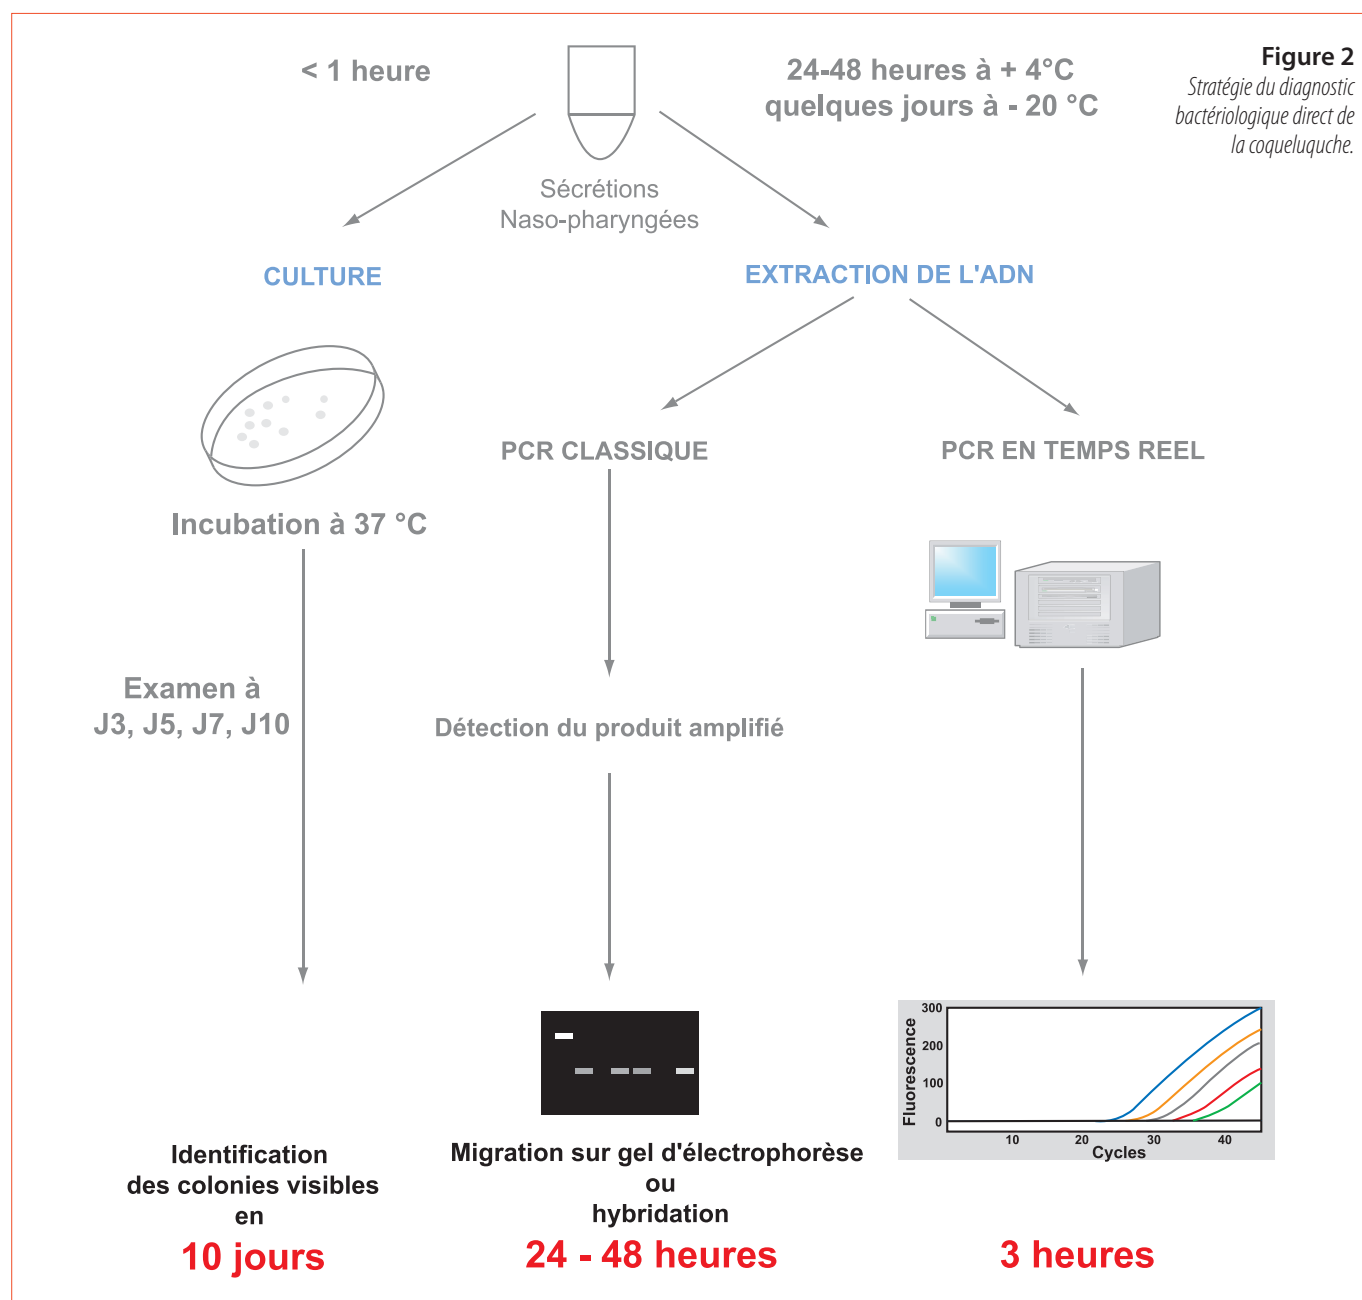 Figure 2
Stratégie du diagnostic
bactériologique direct de
la coqueluquche.
< 1 heure
24-48 heures à + 4°C
quelques jours à - 20 °C
Sécrétions
Naso-pharyngées
CULTURE
EXTRACTION DE L'ADN
PCR CLASSIQUE
PCR EN TEMPS REEL
Incubation à 37 °C
Examen à
J3, J5, J7, J10
Détection du produit amplifié
Fluorescence
300
200
100
0
10
20
30
40
Cycles
Identification
des colonies visibles
en
10 jours
Migration sur gel d'électrophorèse
ou
hybridation
24 - 48 heures
3 heures